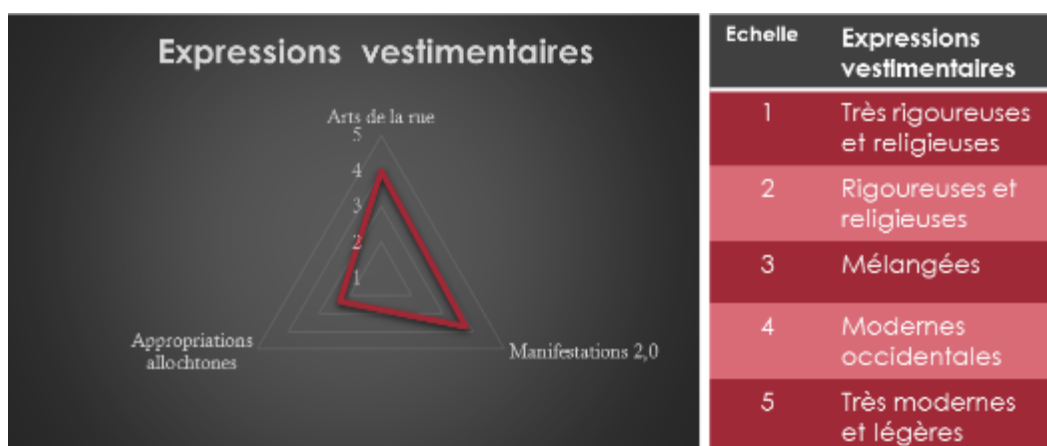 Expressions vestimentaires
Arts de la rue
5
4
3
2
1
Appropriations
allochtones
Manifestations 2,0
Echelle
Expressions
vestimentaires
1
Très rigoureuses
et religieuses
2
Rigoureuses et
religieuses
3
Mélangées
4
Modernes
occidentales
5
Très modernes
et légères